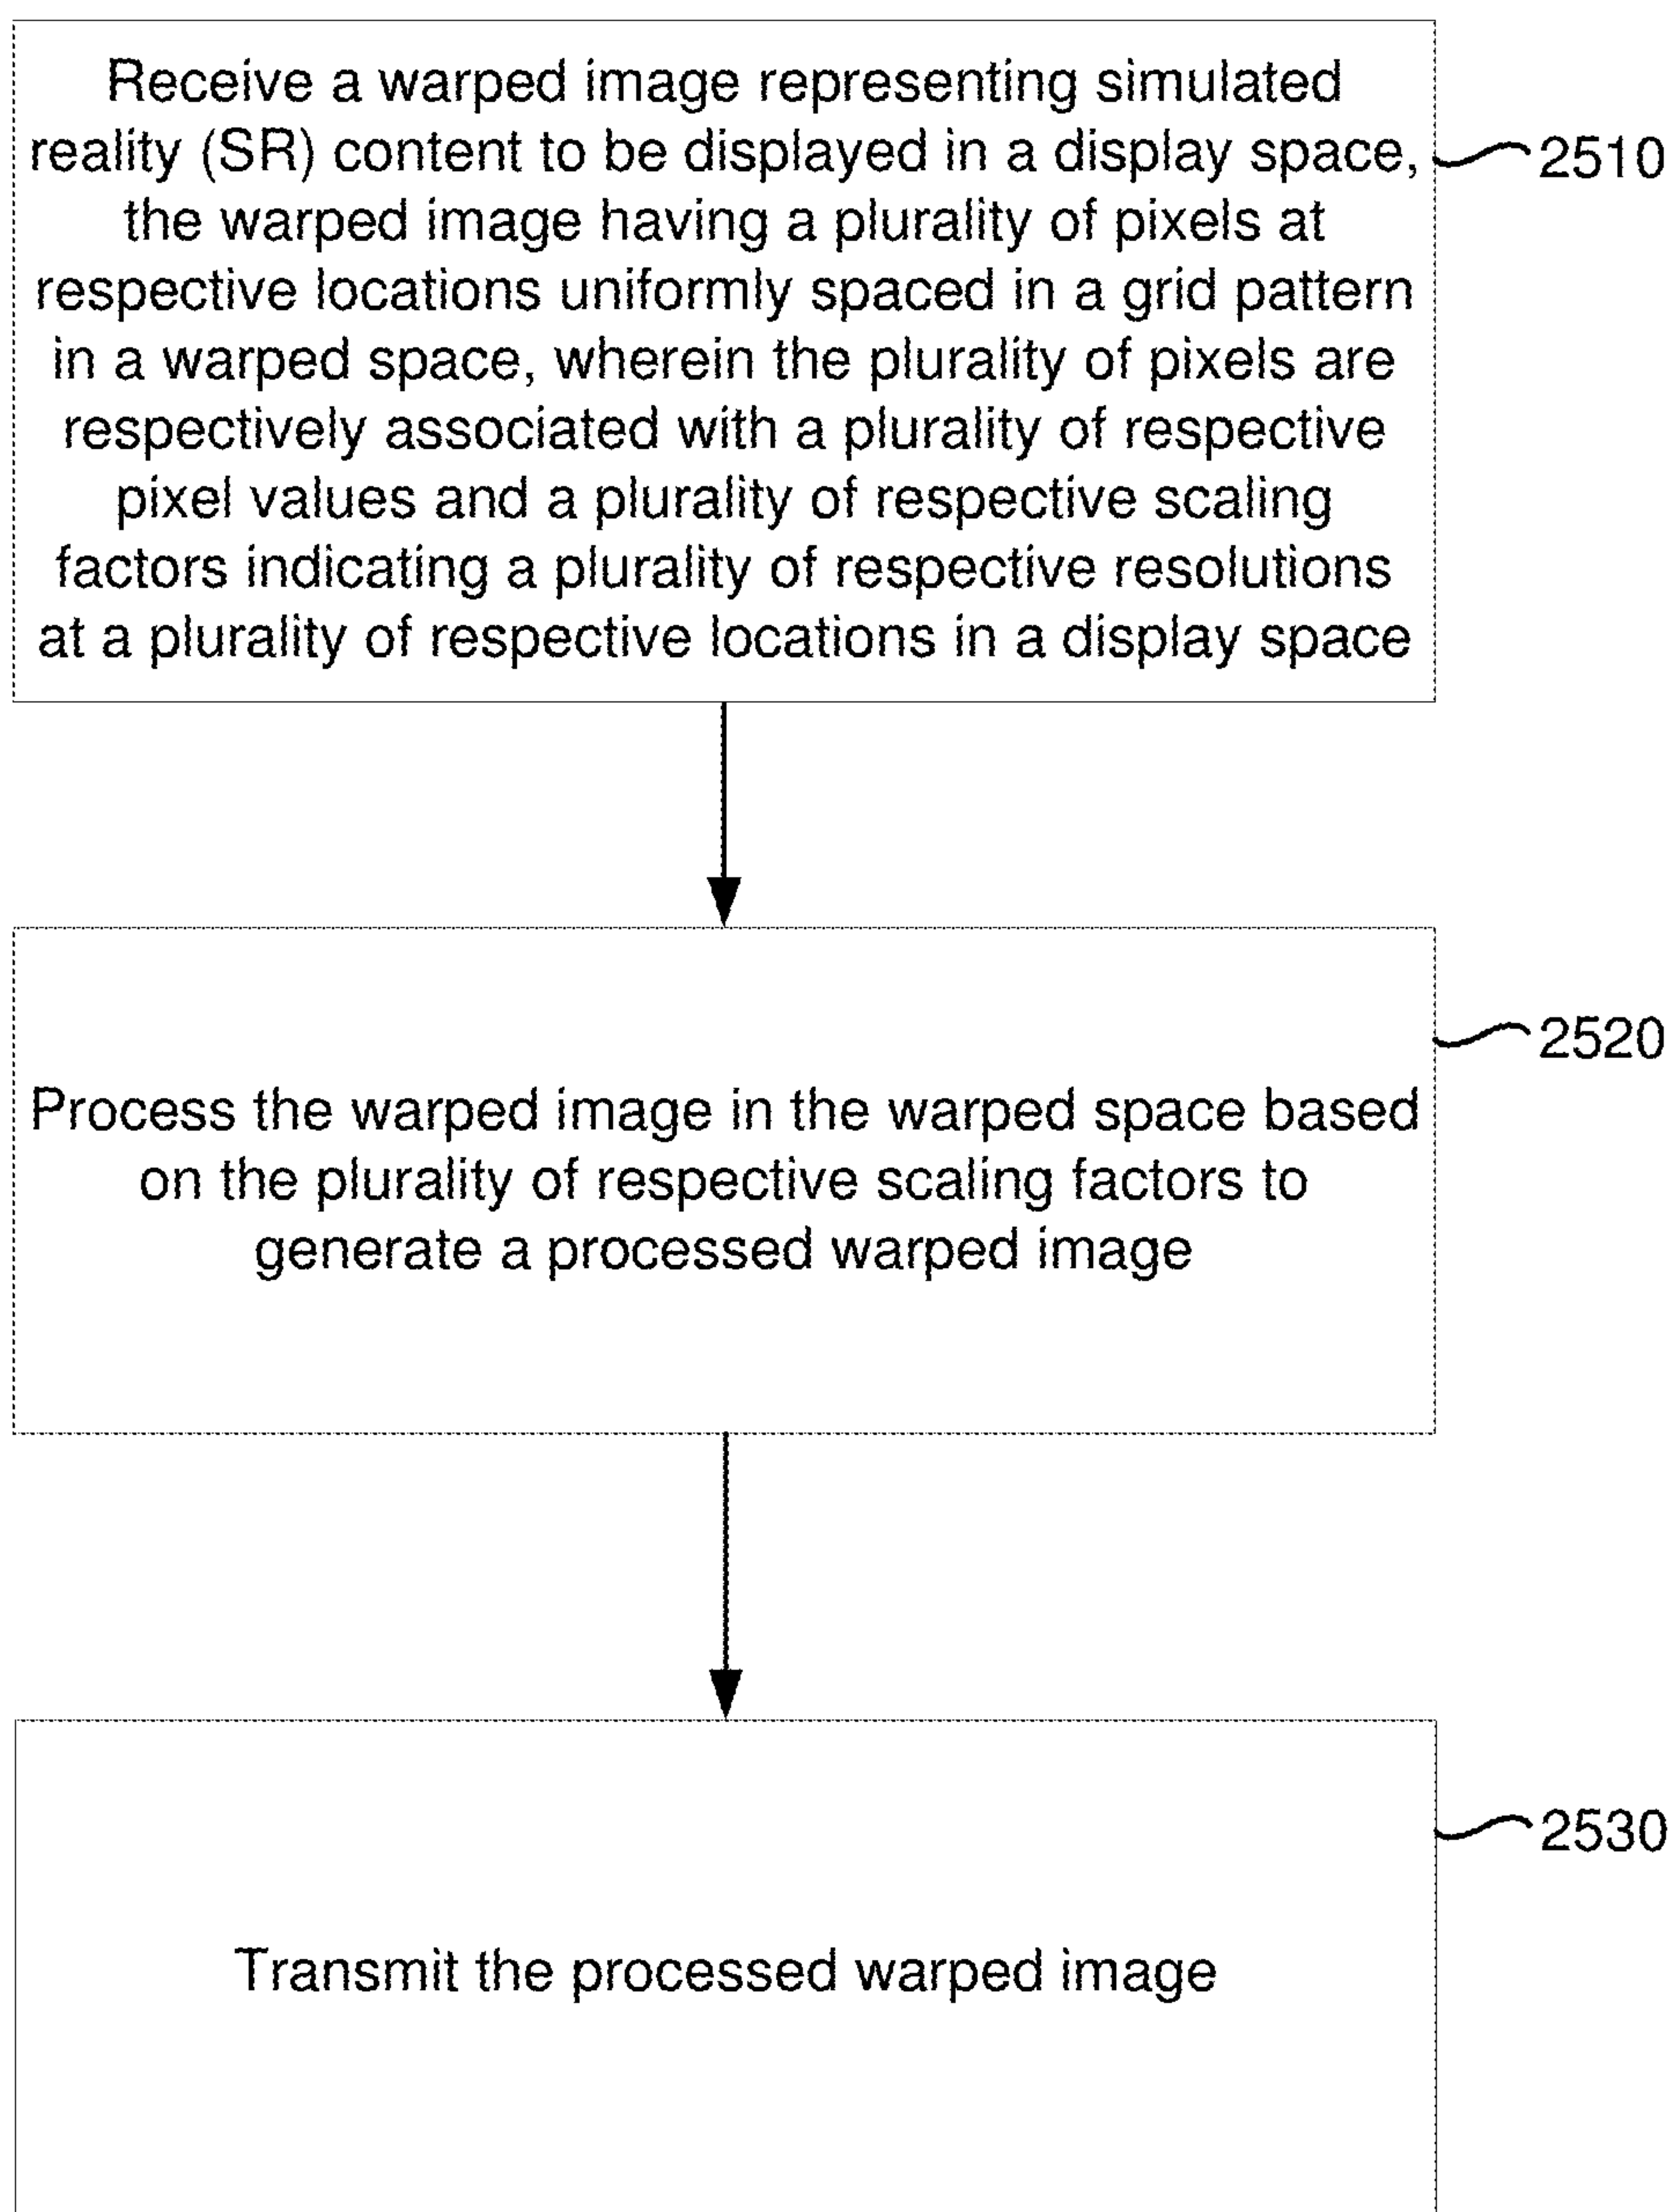 Receive a warped image representing simulated
reality (SR) content to be displayed in a display space,
the warped image having a plurality of pixels at
respective locations uniformly spaced in a grid pattern
in a warped space, wherein the plurality of pixels are
respectively associated with a plurality of respective
pixel values and a plurality of respective scaling
factors indicating a plurality of respective resolutions
at a plurality of respective locations in a display space
2510
Process the warped image in the warped space based
on the plurality of respective scaling factors to
generate a processed warped image
2520
Transmit the processed warped image
2530